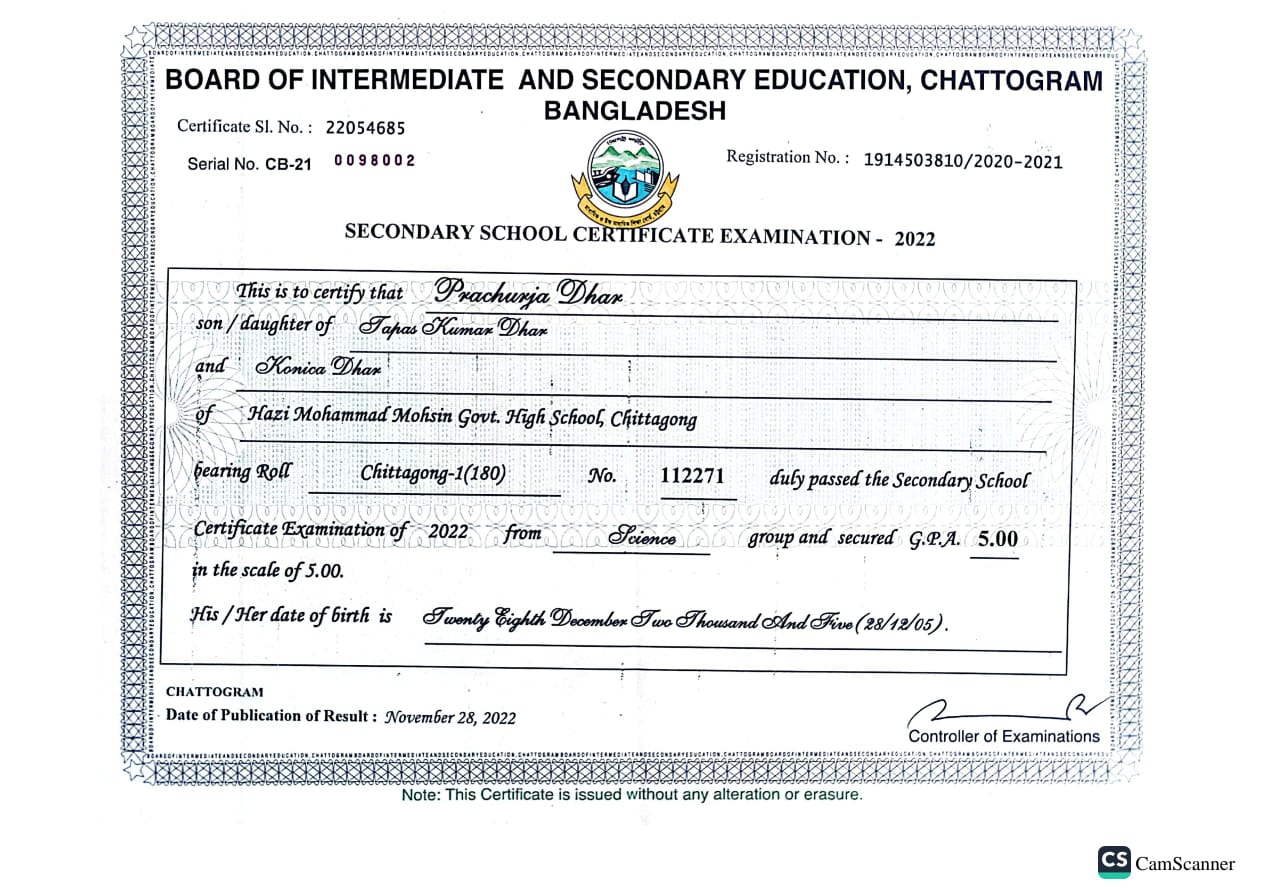 BOARD OF INTERMEDIATE AND SECONDARY EDUCATION, CHATTOGRAM
BANGLADESH
Certificate Sl. No. : 22054685
Serial No. CB-21 0098002
Registration No. : 1914503810/2020-2021
SECONDARY SCHOOL CERTIFICATE EXAMINATION - 2022
This is to certify that Prachurja Dhar
son / daughter of Tapas Kumar Dhar
and Konica Dhar
of Hazi Mohammad Mohsin Govt. High School, Chittagong
bearing Roll Chittagong-1(180) No. 112271 duly passed the Secondary School
Certificate Examination of 2022 from Science group and secured G.P.A. 5.00
in the scale of 5.00.
His / Her date of birth is Twenty Eighth December Two Thousand And Five (28/12/05).
CHATTOGRAM
Date of Publication of Result : November 28, 2022
Controller of Examinations
Note: This Certificate is issued without any alteration or erasure.
CS CamScanner